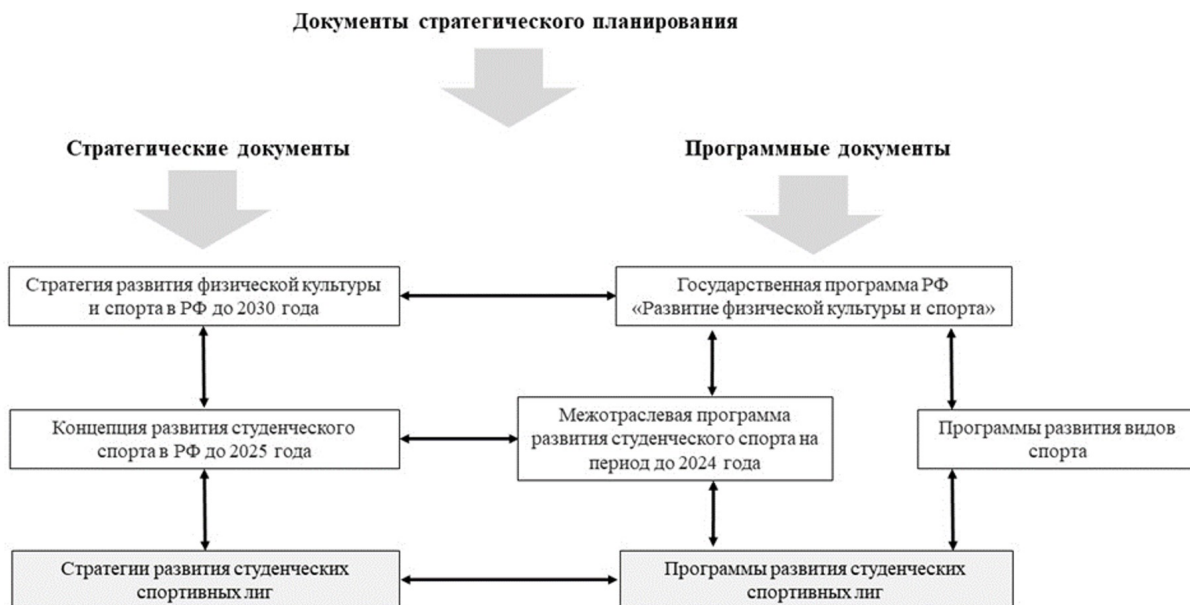 Документы стратегического планирования
Стратегические документы
Программные документы
Стратегия развития физической культуры
и спорта в РФ до 2030 года
Государственная программа РФ
«Развитие физической культуры и спорта»
Концепция развития студенческого
спорта в РФ до 2025 года
Межотраслевая программа
развития студенческого спорта на
период до 2024 года
Программы развития видов
спорта
Стратегии развития студенческих
спортивных лиг
Программы развития студенческих
спортивных лиг